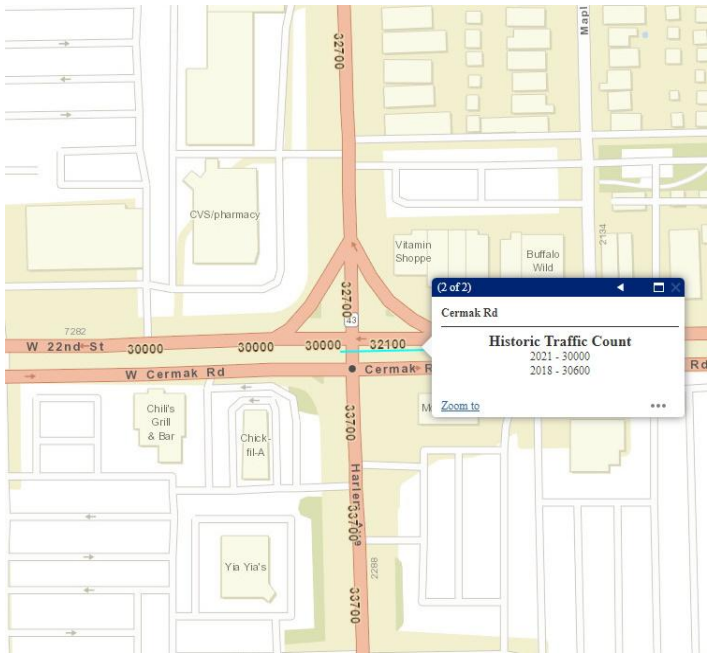 32700
Mapl
CVS/pharmacy
2134
Vitamin
Shoppe
Buffalo
Wild
32700
(2 of 2)
Cermak Rd
Historic Traffic Count
2021 - 30000
2018 - 30600
Zoom to
43
7282
W 22nd St
30000
30000
30000
32100
Rd
W Cermak Rd
Cermak R
Chili's
Grill
& Bar
Chick-
fil-A
M
33700
Harlem Ave
33700
2288
Yia Yia's
33700